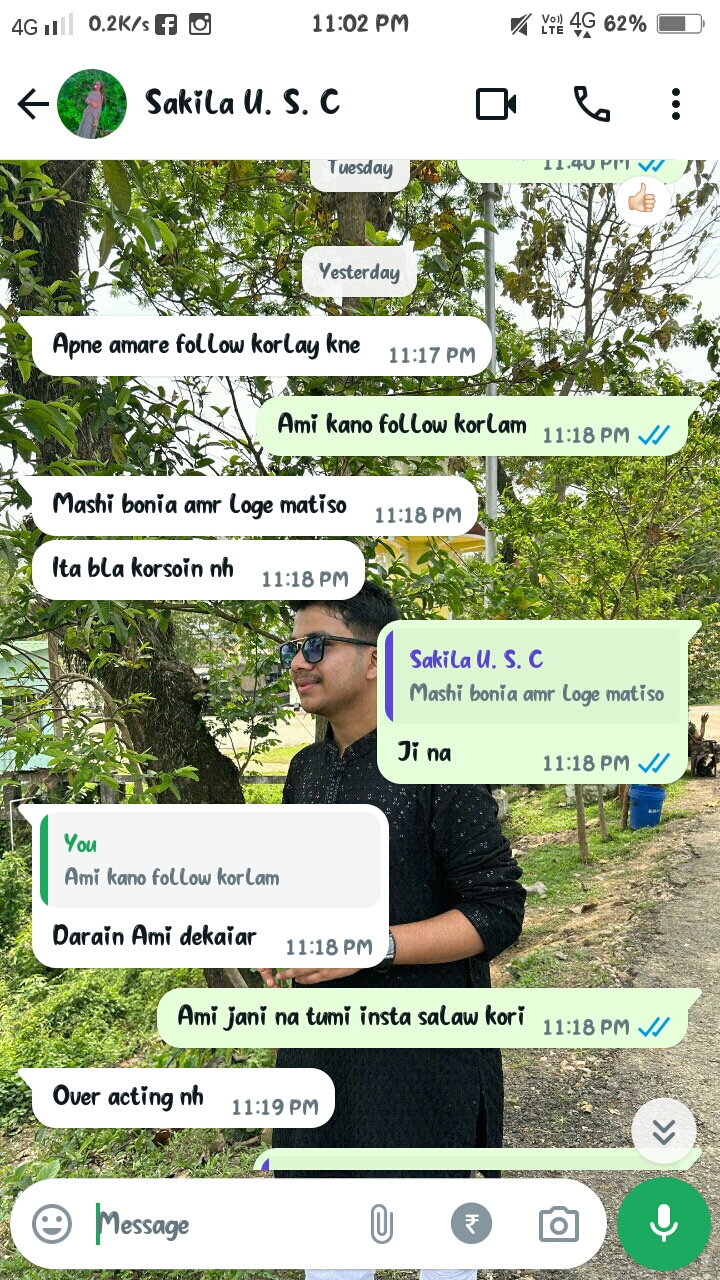 4G 0.2K/s 11:02 PM Vo)) LTE 4G 62%
Sakila U. S. C
Tuesday
11:40 PM
Yesterday
Apne amare follow korlay kne 11:17 PM
Ami kano follow korlam 11:18 PM
Mashi bonia amr loge matiso 11:18 PM
Ita bla korsoin nh 11:18 PM
Sakila U. S. C
Mashi bonia amr loge matiso
Ji na 11:18 PM
You
Ami kano follow korlam
Darain Ami dekaiar 11:18 PM
Ami jani na tumi insta salaw kori 11:18 PM
Over acting nh 11:19 PM
Message ₹